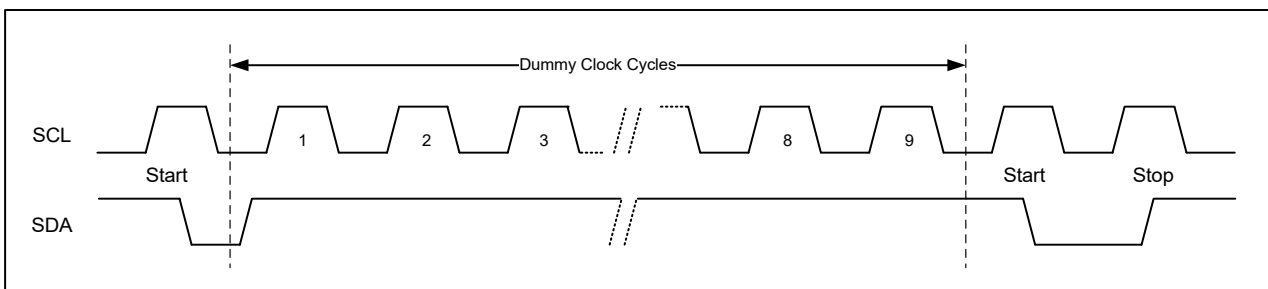 Dummy Clock Cycles
SCL
1 2 3 8 9
Start Start Stop
SDA